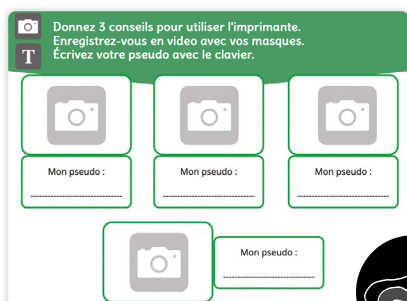 Donnez 3 conseils pour utiliser l'imprimante.
Enregistrez-vous en video avec vos masques.
T
Écrivez votre pseudo avec le clavier.
Mon pseudo :
Mon pseudo :
Mon pseudo :
Mon pseudo :